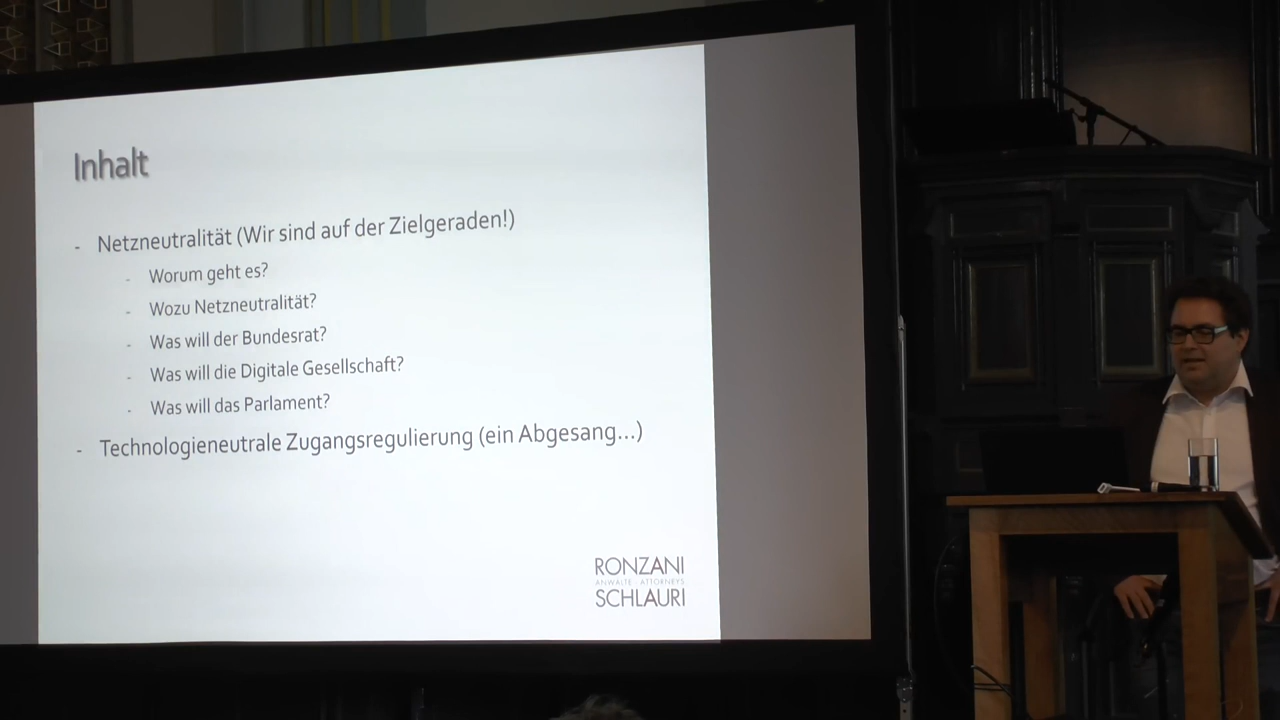 Inhalt
- Netzneutralität (Wir sind auf der Zielgeraden!)
- Worum geht es?
- Wozu Netzneutralität?
- Was will der Bundesrat?
- Was will die Digitale Gesellschaft?
- Was will das Parlament?
- Technologieneutrale Zugangsregulierung (ein Abgesang...)
RONZANI
ANWÄLTE · ATTORNEYS
SCHLAURI